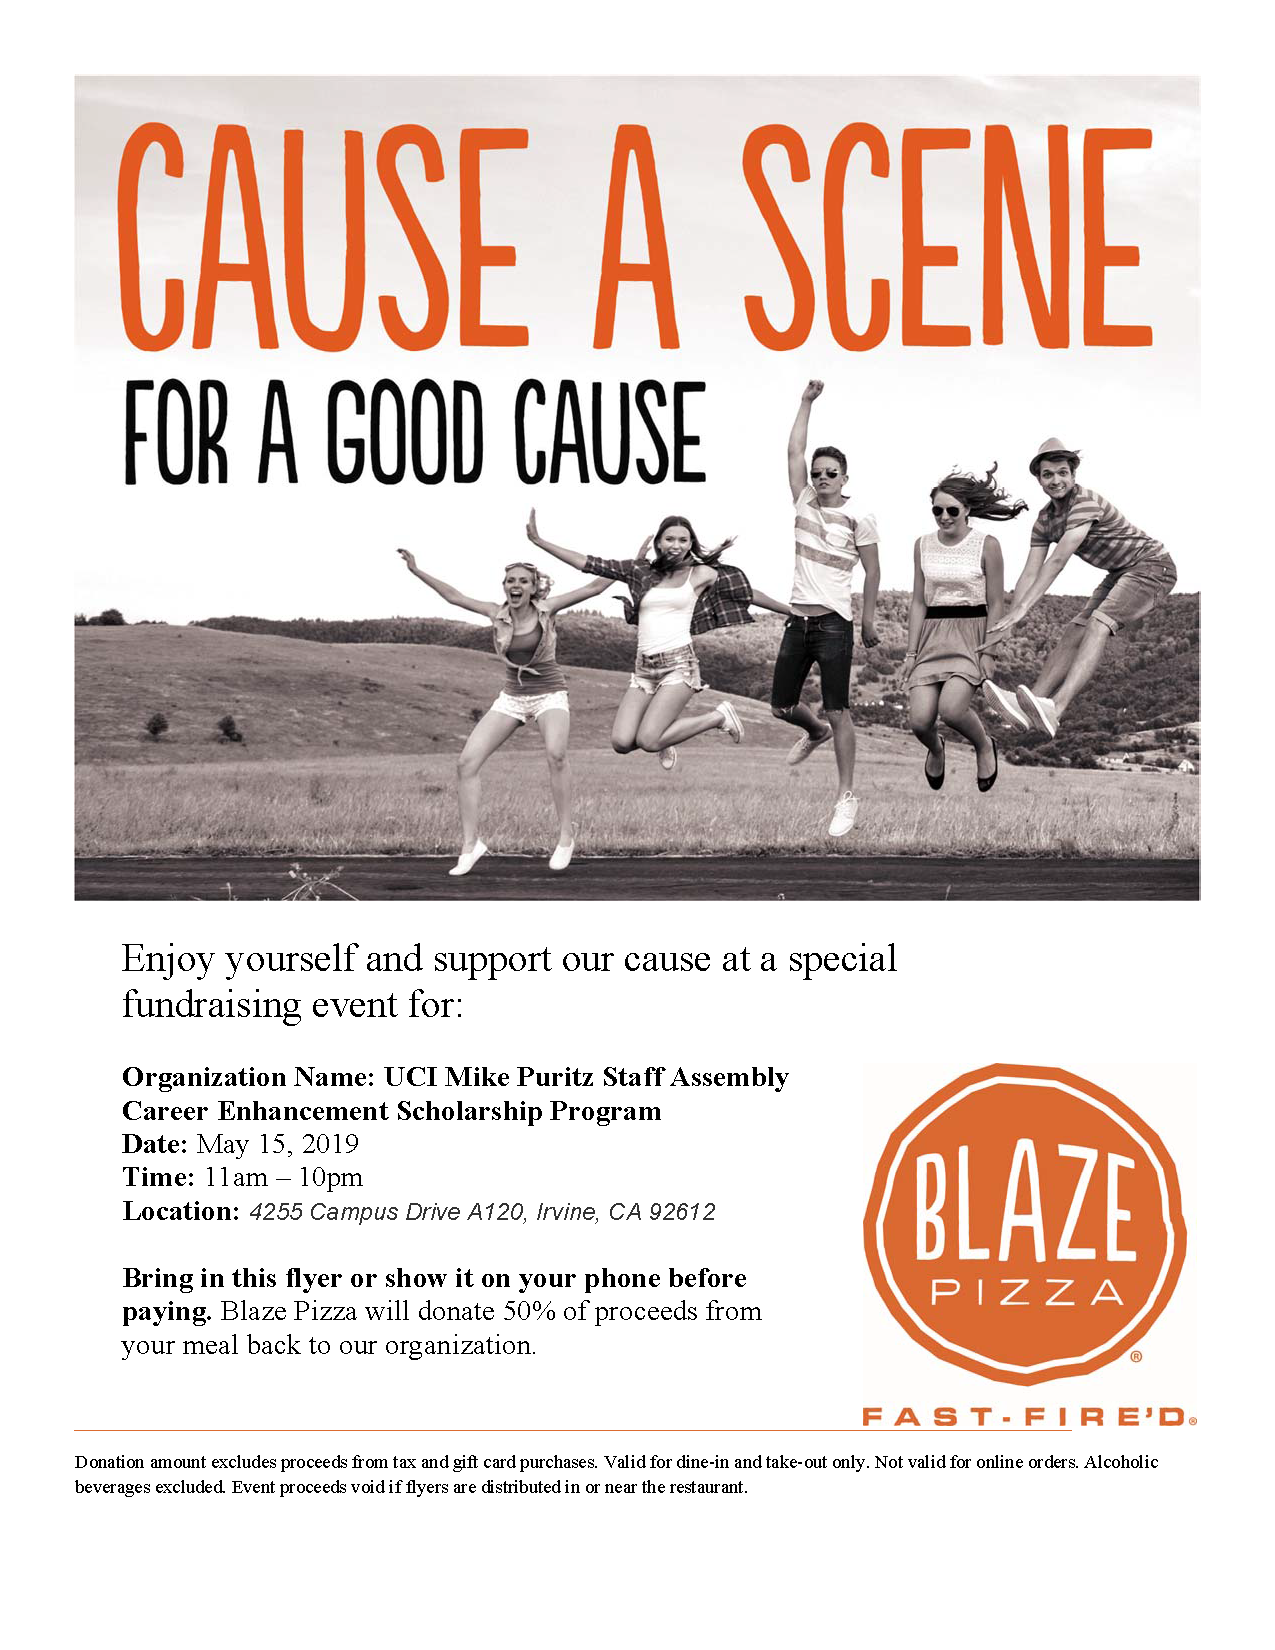 CAUSE A SCENE
FOR A GOOD CAUSE
Enjoy yourself and support our cause at a special
fundraising event for:
Organization Name: UCI Mike Puritz Staff Assembly
Career Enhancement Scholarship Program
Date: May 15, 2019
Time: 11am – 10pm
Location: 4255 Campus Drive A120, Irvine, CA 92612
Bring in this flyer or show it on your phone before
paying. Blaze Pizza will donate 50% of proceeds from
your meal back to our organization.
BLAZE
PIZZA
®
FAST-FIRE'D®
Donation amount excludes proceeds from tax and gift card purchases. Valid for dine-in and take-out only. Not valid for online orders. Alcoholic
beverages excluded. Event proceeds void if flyers are distributed in or near the restaurant.